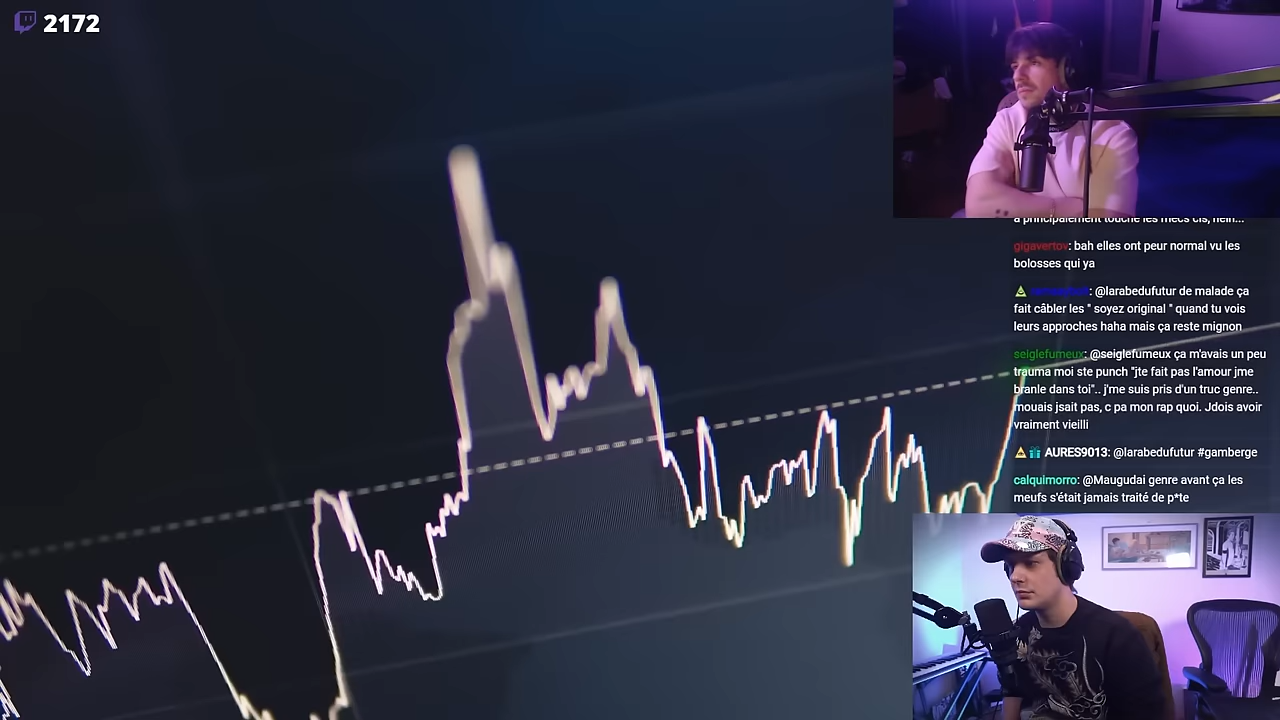 2172
a principalement touché les mecs cis, hein...
gigavertov: bah elles ont peur normal vu les
bolosses qui ya
: @larabedufutur de malade ça
fait câbler les " soyez original " quand tu vois
leurs approches haha mais ça reste mignon
seiglefumeux: @seiglefumeux ça m'avais un peu
trauma moi ste punch "jte fait pas l'amour jme
branle dans toi".. j'me suis pris d'un truc genre..
mouais jsait pas, c pa mon rap quoi. Jdois avoir
vraiment vieilli
AURES9013: @larabedufutur #gamberge
calquimorro: @Maugudai genre avant ça les
meufs s'était jamais traité de p*te